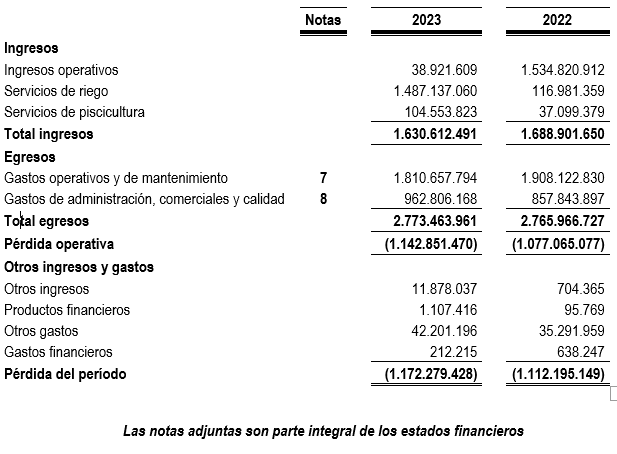 Notas 2023 2022
Ingresos
Ingresos operativos 38.921.609 1.534.820.912
Servicios de riego 1.487.137.060 116.981.359
Servicios de piscicultura 104.553.823 37.099.379
Total ingresos 1.630.612.491 1.688.901.650
Egresos
Gastos operativos y de mantenimiento 7 1.810.657.794 1.908.122.830
Gastos de administración, comerciales y calidad 8 962.806.168 857.843.897
Total egresos 2.773.463.961 2.765.966.727
Pérdida operativa (1.142.851.470) (1.077.065.077)
Otros ingresos y gastos
Otros ingresos 11.878.037 704.365
Productos financieros 1.107.416 95.769
Otros gastos 42.201.196 35.291.959
Gastos financieros 212.215 638.247
Pérdida del período (1.172.279.428) (1.112.195.149)
Las notas adjuntas son parte integral de los estados financieros